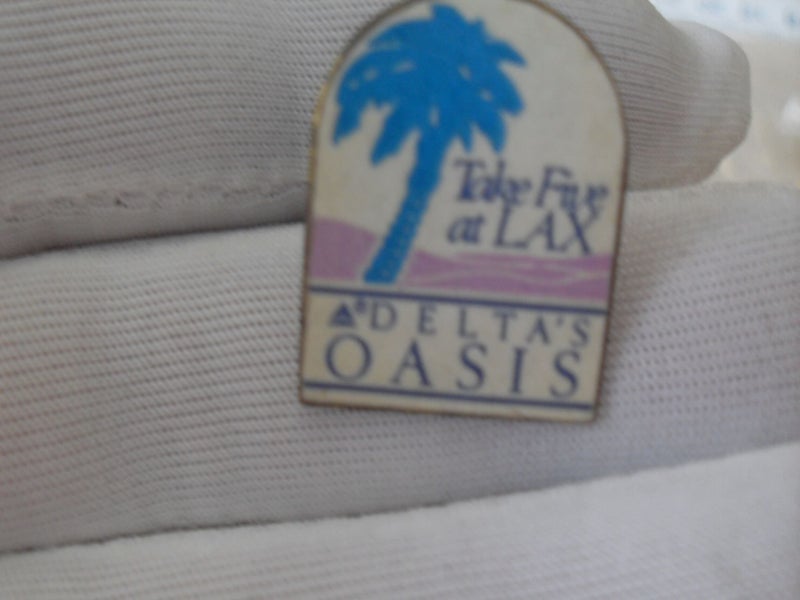 Take Five
at LAX
DELTA'S
OASIS